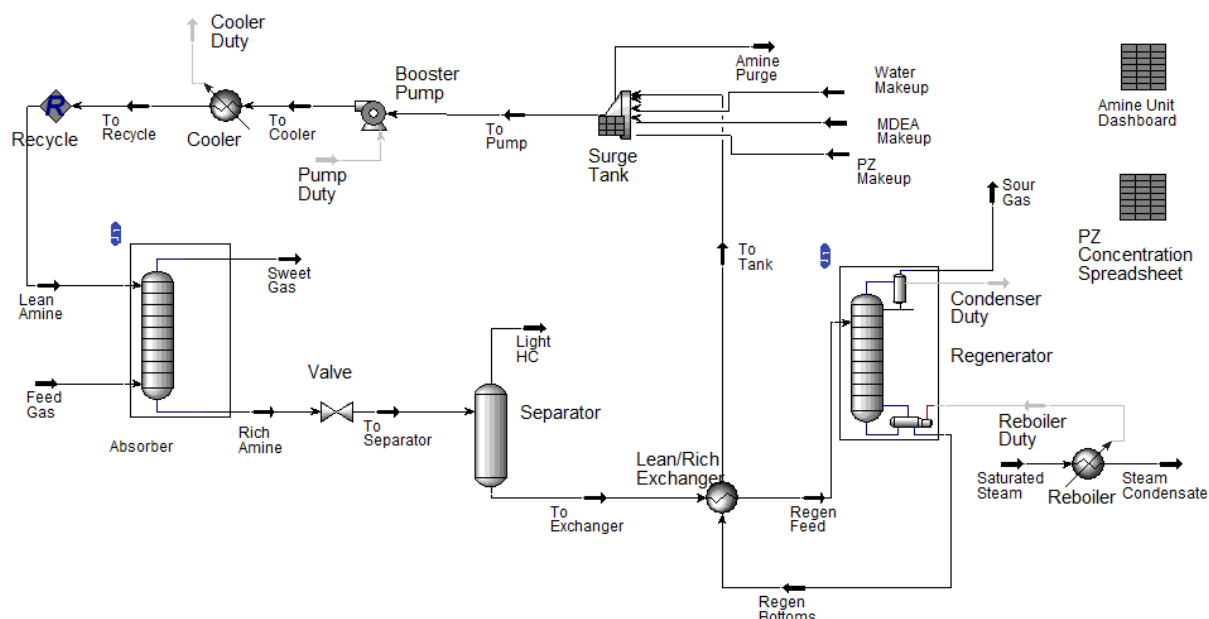 Cooler
Duty
Amine
Purge
Booster
Pump
Water
Makeup
MDEA
Makeup
PZ
Makeup
Amine Unit
Dashboard
R
Recycle
To
Recycle
Cooler
To
Cooler
Pump
Duty
To
Pump
Surge
Tank
Sour
Gas
PZ
Concentration
Spreadsheet
To
Tank
Sweet
Gas
Lean
Amine
Condenser
Duty
Regenerator
Light
HC
Valve
Feed
Gas
Absorber
Rich
Amine
To
Separator
Separator
Lean/Rich
Exchanger
Reboiler
Duty
Saturated
Steam
Reboiler
Steam
Condensate
To
Exchanger
Regen
Feed
Regen
Bottoms